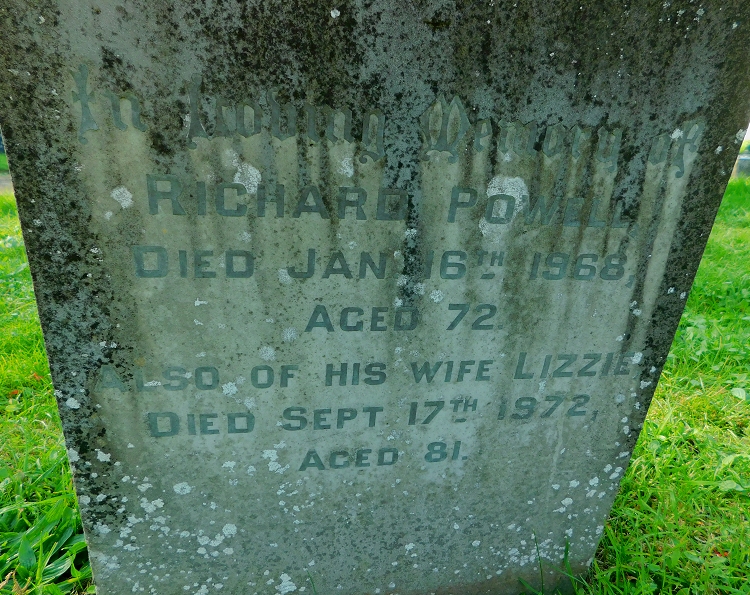 In loving Memory of
RICHARD POWELL,
DIED JAN. 16TH 1968,
AGED 72.
ALSO OF HIS WIFE LIZZIE
DIED SEPT 17TH 1972,
AGED 81.